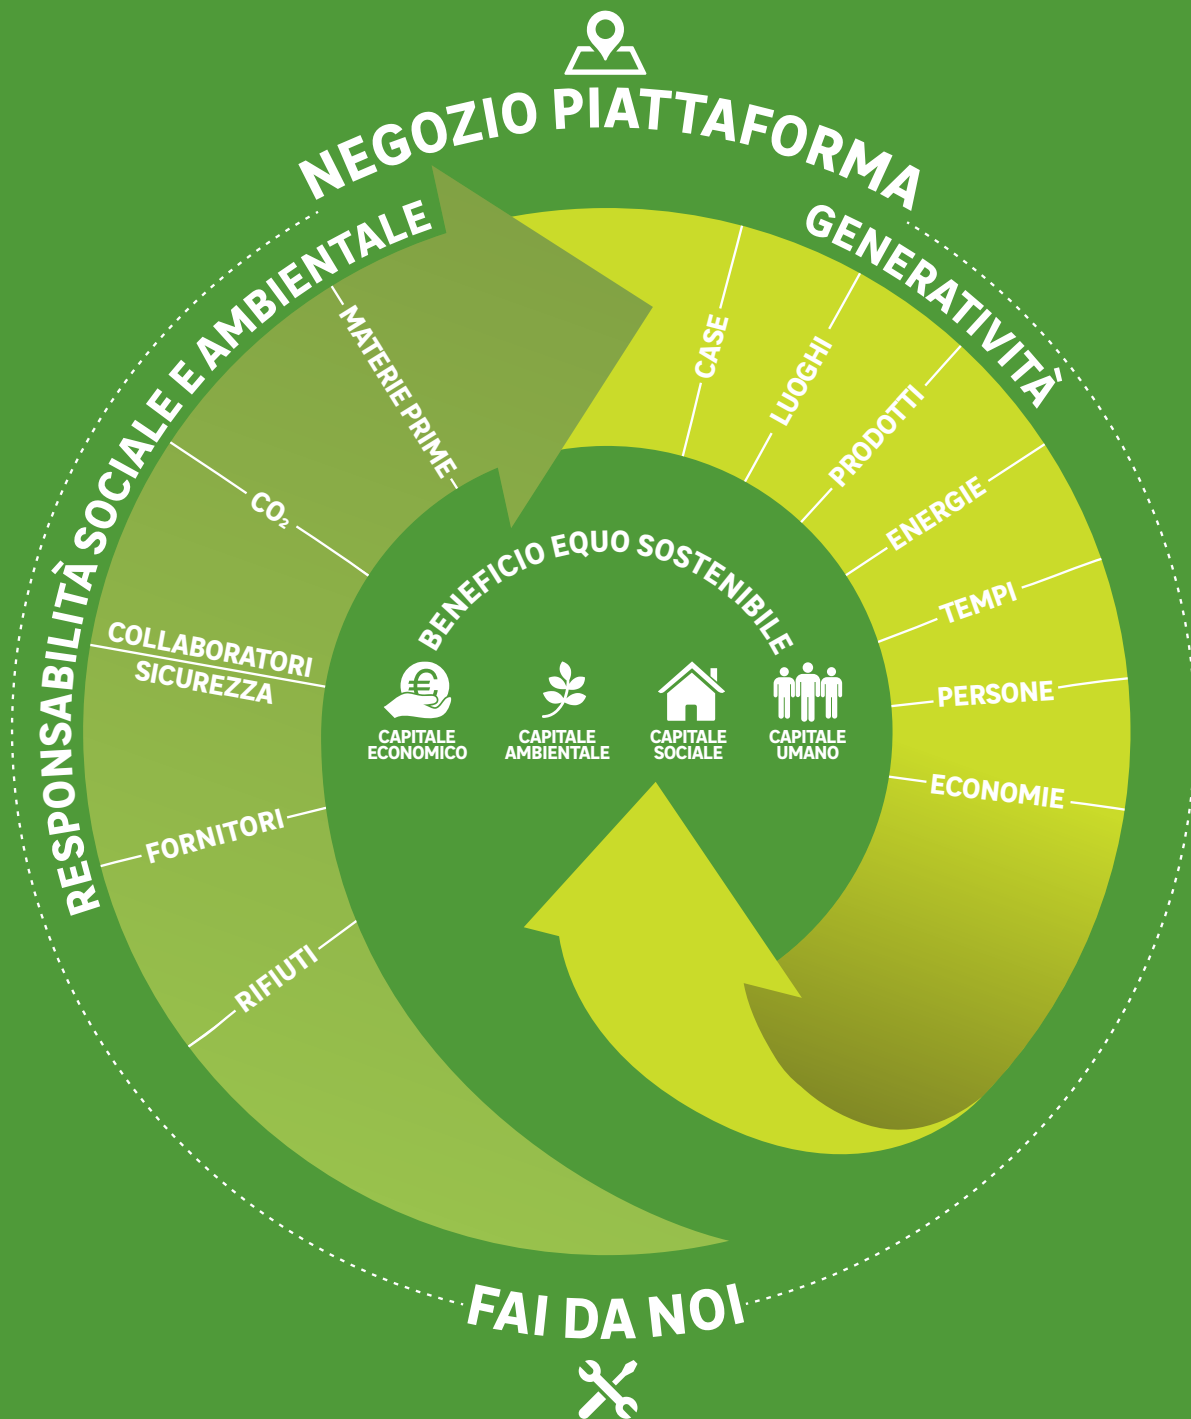 NEGOZIO PIATTAFORMA
RESPONSABILITÀ SOCIALE E AMBIENTALE
GENERATIVITÀ
MATERIE PRIME
CO₂
COLLABORATORI
SICUREZZA
FORNITORI
RIFIUTI
CASE
LUOGHI
PRODOTTI
ENERGIE
TEMPI
PERSONE
ECONOMIE
BENEFICIO EQUO SOSTENIBILE
CAPITALE
ECONOMICO
CAPITALE
AMBIENTALE
CAPITALE
SOCIALE
CAPITALE
UMANO
FAI DA NOI